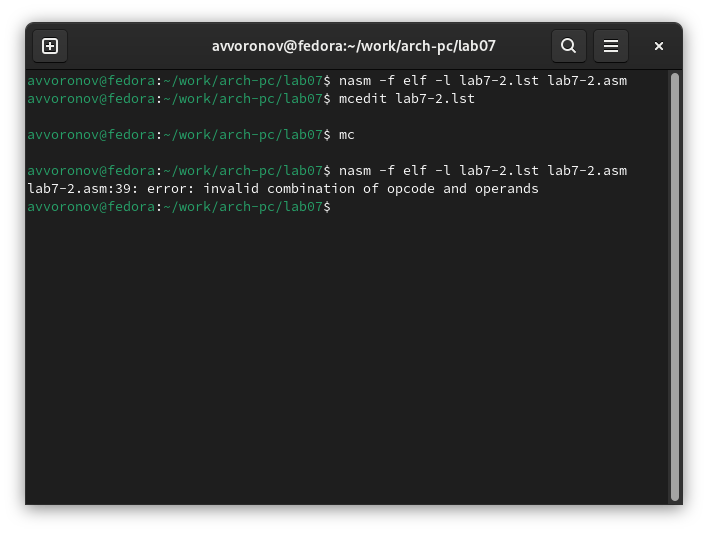 avvoronov@fedora:~/work/arch-pc/lab07
avvoronov@fedora:~/work/arch-pc/lab07$ nasm -f elf -l lab7-2.lst lab7-2.asm
avvoronov@fedora:~/work/arch-pc/lab07$ mcedit lab7-2.lst
avvoronov@fedora:~/work/arch-pc/lab07$ mc
avvoronov@fedora:~/work/arch-pc/lab07$ nasm -f elf -l lab7-2.lst lab7-2.asm
lab7-2.asm:39: error: invalid combination of opcode and operands
avvoronov@fedora:~/work/arch-pc/lab07$